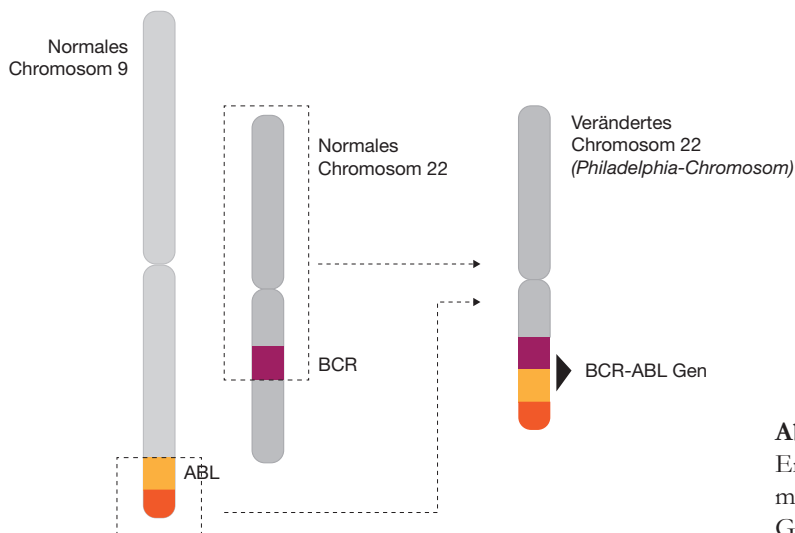 Normales
Chromosom 9
Normales
Chromosom 22
Verändertes
Chromosom 22
(Philadelphia-Chromosom)
BCR
BCR-ABL Gen
ABL